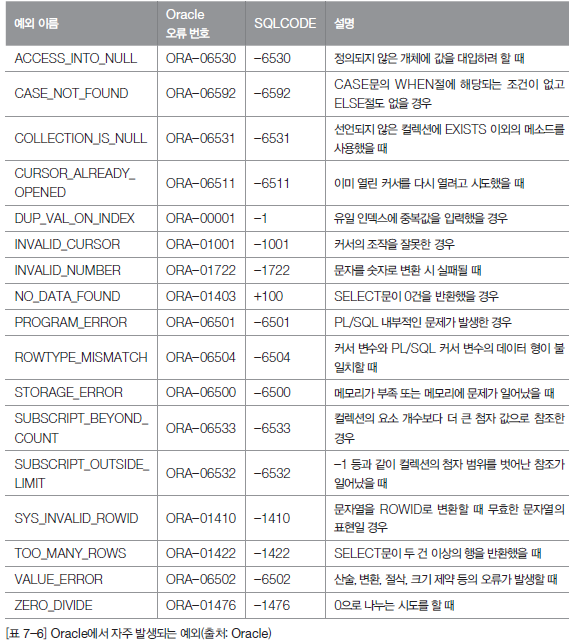 예외 이름 Oracle 오류 번호 SQLCODE 설명
ACCESS_INTO_NULL ORA-06530 -6530 정의되지 않은 개체에 값을 대입하려 할 때
CASE_NOT_FOUND ORA-06592 -6592 CASE문의 WHEN절에 해당되는 조건이 없고
ELSE절도 없을 경우
COLLECTION_IS_NULL ORA-06531 -6531 선언되지 않은 컬렉션에 EXISTS 이외의 메소드를
사용했을 때
CURSOR_ALREADY_
OPENED ORA-06511 -6511 이미 열린 커서를 다시 열려고 시도했을 때
DUP_VAL_ON_INDEX ORA-00001 -1 유일 인덱스에 중복값을 입력했을 경우
INVALID_CURSOR ORA-01001 -1001 커서의 조작을 잘못한 경우
INVALID_NUMBER ORA-01722 -1722 문자를 숫자로 변환 시 실패될 때
NO_DATA_FOUND ORA-01403 +100 SELECT문이 0건을 반환했을 경우
PROGRAM_ERROR ORA-06501 -6501 PL/SQL 내부적인 문제가 발생한 경우
ROWTYPE_MISMATCH ORA-06504 -6504 커서 변수와 PL/SQL 커서 변수의 데이터 형이 불
일치할 때
STORAGE_ERROR ORA-06500 -6500 메모리가 부족 또는 메모리에 문제가 일어났을 때
SUBSCRIPT_BEYOND_
COUNT ORA-06533 -6533 컬렉션의 요소 개수보다 더 큰 첨자 값으로 참조한
경우
SUBSCRIPT_OUTSIDE_
LIMIT ORA-06532 -6532 -1 등과 같이 컬렉션의 첨자 범위를 벗어난 참조가
일어났을 때
SYS_INVALID_ROWID ORA-01410 -1410 문자열을 ROWID로 변환할 때 무효한 문자열의
표현일 경우
TOO_MANY_ROWS ORA-01422 -1422 SELECT문이 두 건 이상의 행을 반환했을 때
VALUE_ERROR ORA-06502 -6502 산술, 변환, 절삭, 크기 제약 등의 오류가 발생할 때
ZERO_DIVIDE ORA-01476 -1476 0으로 나누는 시도를 할 때
[표 7-6] Oracle에서 자주 발생되는 예외(출처: Oracle)